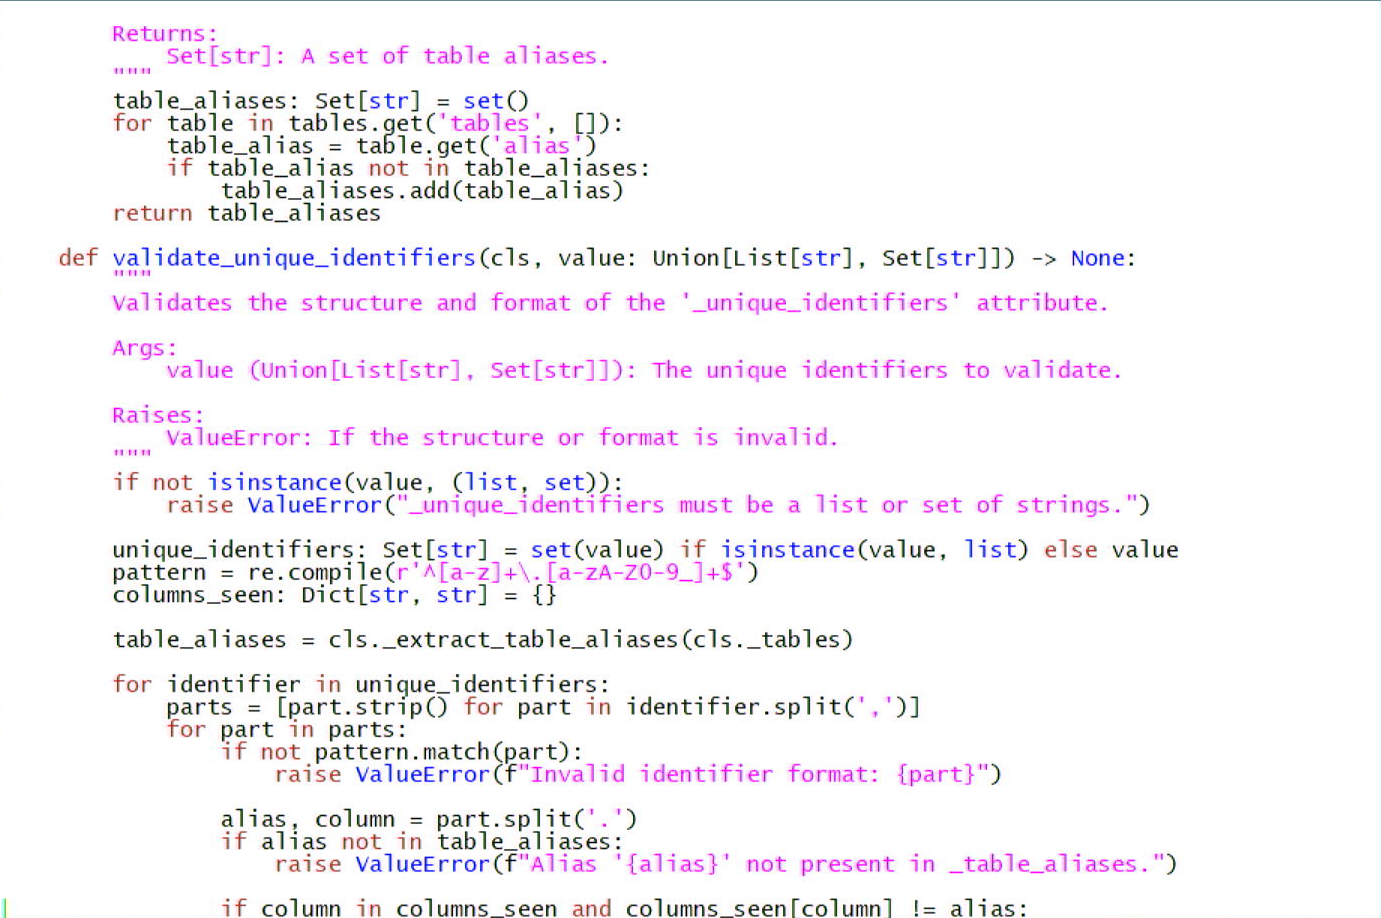 Returns:
        Set[str]: A set of table aliases.
    """
    table_aliases: Set[str] = set()
    for table in tables.get('tables', []):
        table_alias = table.get('alias')
        if table_alias not in table_aliases:
            table_aliases.add(table_alias)
    return table_aliases

def validate_unique_identifiers(cls, value: Union[List[str], Set[str]]) -> None:
    """
    Validates the structure and format of the '_unique_identifiers' attribute.

    Args:
        value (Union[List[str], Set[str]]): The unique identifiers to validate.

    Raises:
        ValueError: If the structure or format is invalid.
    """
    if not isinstance(value, (list, set)):
        raise ValueError("_unique_identifiers must be a list or set of strings.")

    unique_identifiers: Set[str] = set(value) if isinstance(value, list) else value
    pattern = re.compile(r'^[a-z]+\.[a-zA-Z0-9_]+$')
    columns_seen: Dict[str, str] = {}

    table_aliases = cls._extract_table_aliases(cls._tables)

    for identifier in unique_identifiers:
        parts = [part.strip() for part in identifier.split(',')]
        for part in parts:
            if not pattern.match(part):
                raise ValueError(f"Invalid identifier format: {part}")

            alias, column = part.split('.')
            if alias not in table_aliases:
                raise ValueError(f"Alias '{alias}' not present in _table_aliases.")

            if column in columns_seen and columns_seen[column] != alias: